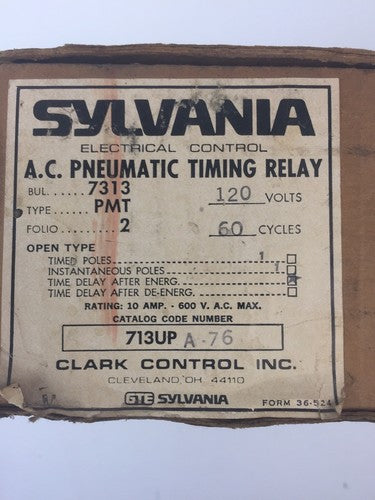 SYLVANIA
ELECTRICAL CONTROL
A.C. PNEUMATIC TIMING RELAY
BUL......7313 120 VOLTS
TYPE.....PMT
FOLIO.....2 60 CYCLES
OPEN TYPE
TIMED POLES 1
INSTANTANEOUS POLES 1
TIME DELAY AFTER ENERG.
TIME DELAY AFTER DE-ENERG.
RATING: 10 AMP. - 600 V. A.C. MAX.
CATALOG CODE NUMBER
713UP A-76
CLARK CONTROL INC.
CLEVELAND, OH. 44110
GTE SYLVANIA
FORM 36-524